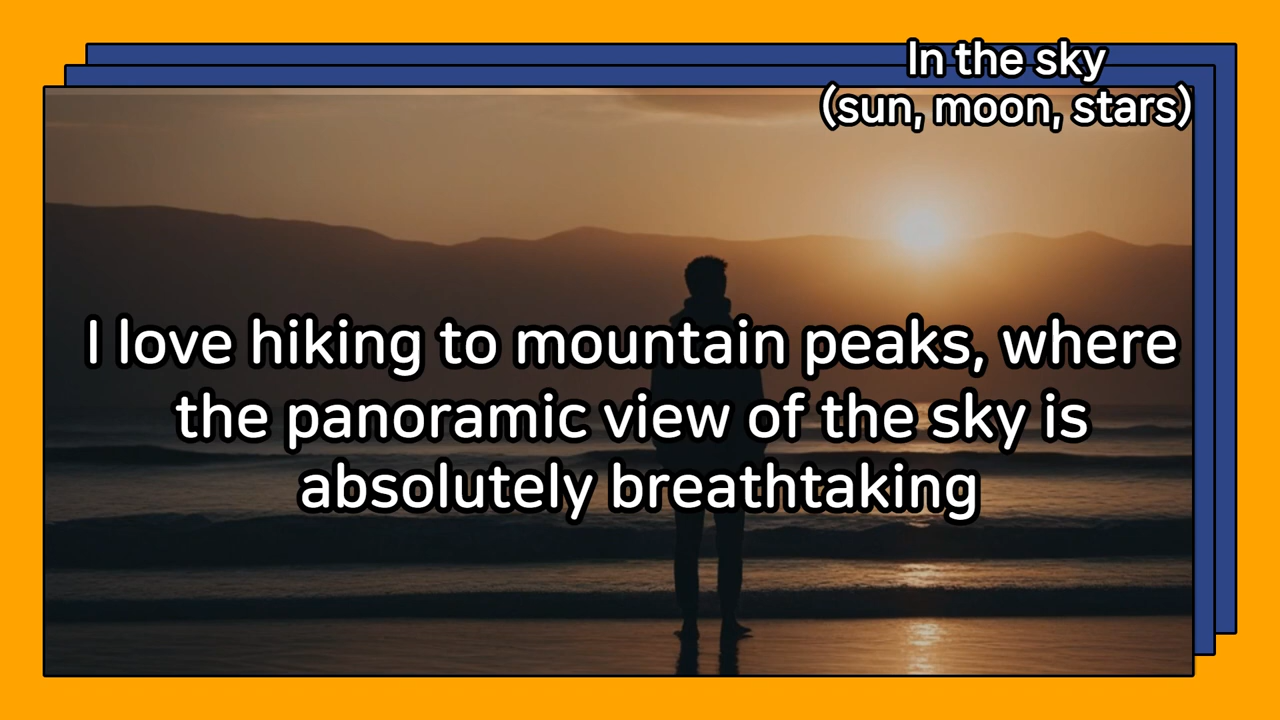 In the sky
(sun, moon, stars)
I love hiking to mountain peaks, where
the panoramic view of the sky is
absolutely breathtaking